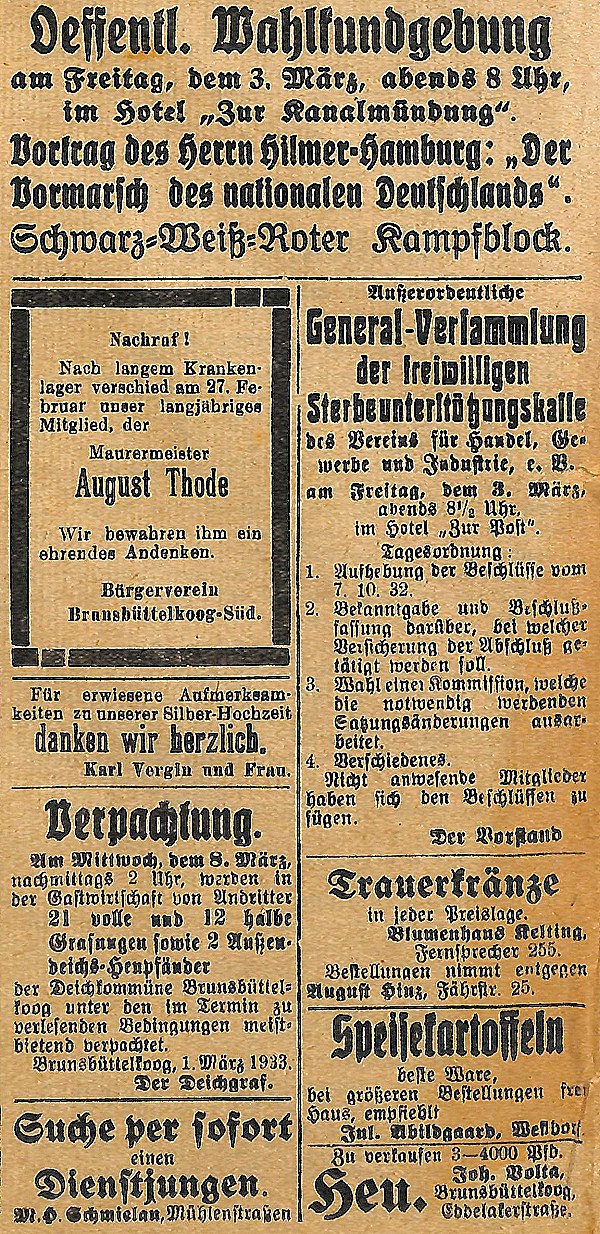 Oeffentl. Wahlkundgebung
am Freitag, dem 3. März, abends 8 Uhr,
im Hotel „Zur Kanalmündung“.
Vortrag des Herrn Hilmer-Hamburg: „Der
Vormarsch des nationalen Deutschlands“.
Schwarz-Weiß-Roter Kampfblock.
Nachruf!
Nach langem Kranken-
lager verschied am 27. Fe-
bruar unser langjähriges
Mitglied, der
Maurermeister
August Thode
Wir bewahren ihm ein
ehrendes Andenken.
Bürgerverein
Brunsbüttelkoog-Süd.
Für erwiesene Aufmerksam-
keiten zu unserer Silber-Hochzeit
danken wir herzlich.
Karl Vergin und Frau.
Verpachtung.
Am Mittwoch, dem 8. März,
nachmittags 2 Uhr, werden in
der Gastwirtschaft von Andritter
21 volle und 12 halbe
Grasungen sowie 2 Außen-
deichs-Heupfänder
der Deichkommüne Brunsbüttel-
koog unter den im Termin zu
verlesenden Bedingungen meist-
bietend verpachtet.
Brunsbüttelkoog, 1. März 1933.
Der Deichgraf.
Suche per sofort
einen
Dienstjungen.
M. H. Schmielau, Mühlenstraßen
Außerordentliche
General-Versammlung
der freiwilligen
Sterbeunterstützungskasse
des Vereins für Handel, Ge-
werbe und Industrie, e. V.
am Freitag, dem 3. März,
abends 8½ Uhr,
im Hotel „Zur Post“.
Tagesordnung:
1. Aufhebung der Beschlüsse vom
7. 10. 32.
2. Bekanntgabe und Beschluß-
fassung darüber, bei welcher
Versicherung der Abschluß ge-
tätigt werden soll.
3. Wahl einer Kommission, welche
die notwendig werdenden
Satzungsänderungen ausar-
beitet.
4. Verschiedenes.
Nicht anwesende Mitglieder
haben sich den Beschlüssen zu
fügen.
Der Vorstand
Trauerkränze
in jeder Preislage.
Blumenhaus Kelting,
Fernsprecher 255.
Bestellungen nimmt entgegen
August Hinz, Fährstr. 25.
Speisekartoffeln
beste Ware,
bei größeren Bestellungen frei
Haus, empfiehlt
Jul. Abildgaard, Westdorf
Zu verkaufen 3—4000 Pfd.
Heu.
Joh. Volta,
Brunsbüttelkoog,
Eddelakerstraße.